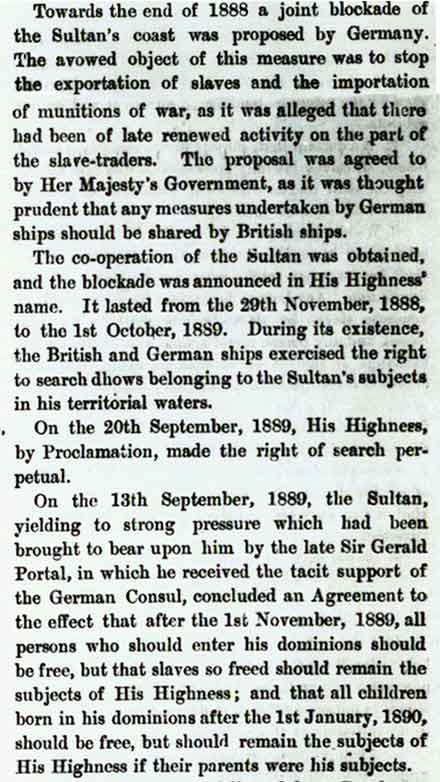 Towards the end of 1888 a joint blockade of
the Sultan's coast was proposed by Germany.
The avowed object of this measure was to stop
the exportation of slaves and the importation
of munitions of war, as it was alleged that there
had been of late renewed activity on the part of
the slave-traders. The proposal was agreed to
by Her Majesty's Government, as it was thought
prudent that any measures undertaken by German
ships should be shared by British ships.
The co-operation of the Sultan was obtained,
and the blockade was announced in His Highness'
name. It lasted from the 29th November, 1888,
to the 1st October, 1889. During its existence,
the British and German ships exercised the right
to search dhows belonging to the Sultan's subjects
in his territorial waters.
On the 20th September, 1889, His Highness,
by Proclamation, made the right of search per-
petual.
On the 13th September, 1889, the Sultan,
yielding to strong pressure which had been
brought to bear upon him by the late Sir Gerald
Portal, in which he received the tacit support of
the German Consul, concluded an Agreement to
the effect that after the 1st November, 1889, all
persons who should enter his dominions should
be free, but that slaves so freed should remain the
subjects of His Highness; and that all children
born in his dominions after the 1st January, 1890,
should be free, but should remain the subjects of
His Highness if their parents were his subjects.